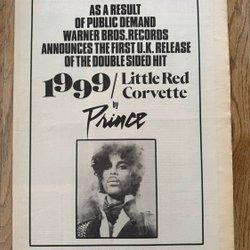 AS A RESULT
OF PUBLIC DEMAND
WARNER BROS. RECORDS
ANNOUNCES THE FIRST U.K. RELEASE
OF THE DOUBLE SIDED HIT
1999/Little Red
Corvette
by
Prince